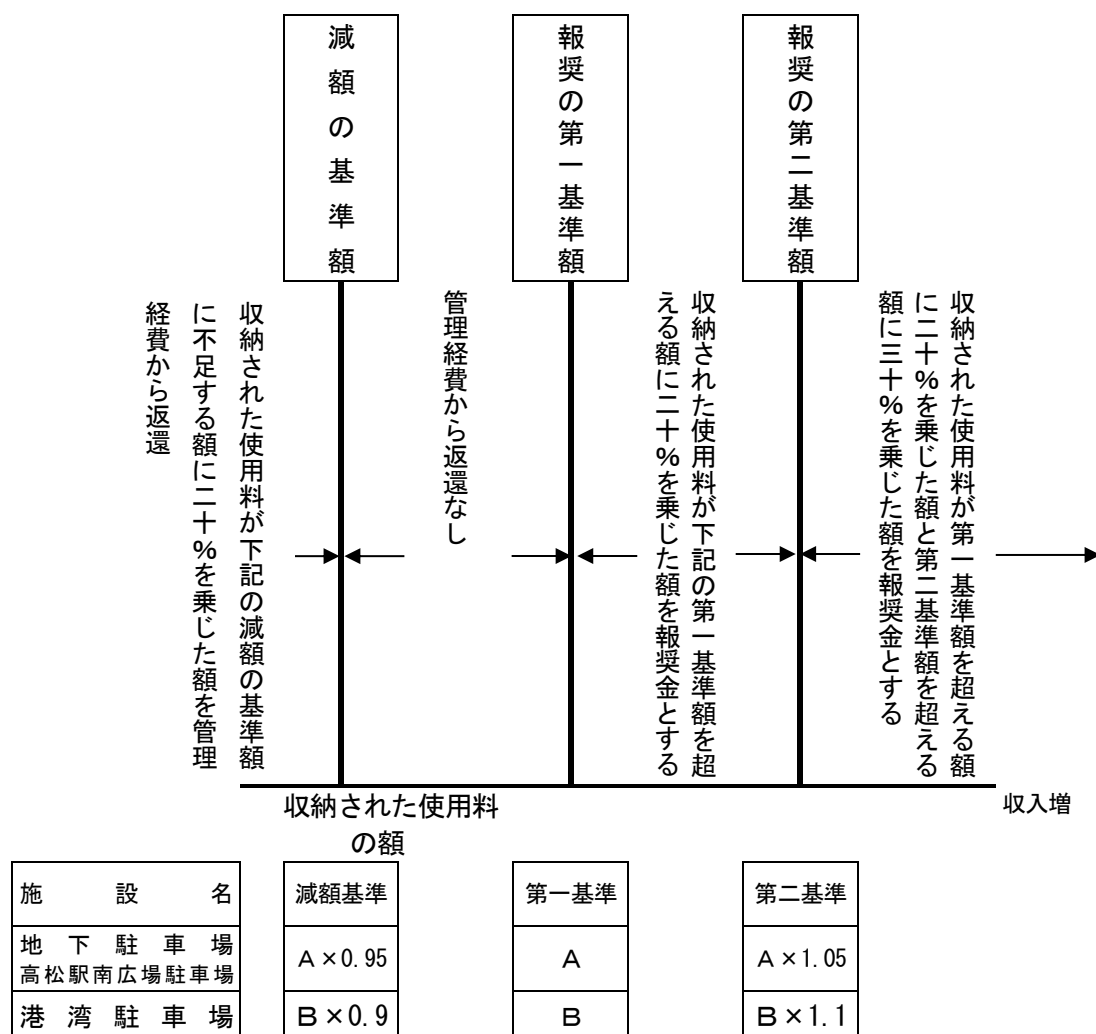 減額の基準額
報奨の第一基準額
報奨の第二基準額
収納された使用料が下記の減額の基準額
に不足する額に二十%を乗じた額を管理
経費から返還
管理経費から返還なし
収納された使用料が下記の第一基準額を超
える額に二十%を乗じた額を報奨金とする
収納された使用料が第一基準額を超える額
に二十%を乗じた額と第二基準額を超える
額に三十%を乗じた額を報奨金とする
収納された使用料
の額
収入増
施設名 減額基準 第一基準 第二基準
地下駐車場
高松駅南広場駐車場
A×0.95 A A×1.05
港湾駐車場 B×0.9 B B×1.1